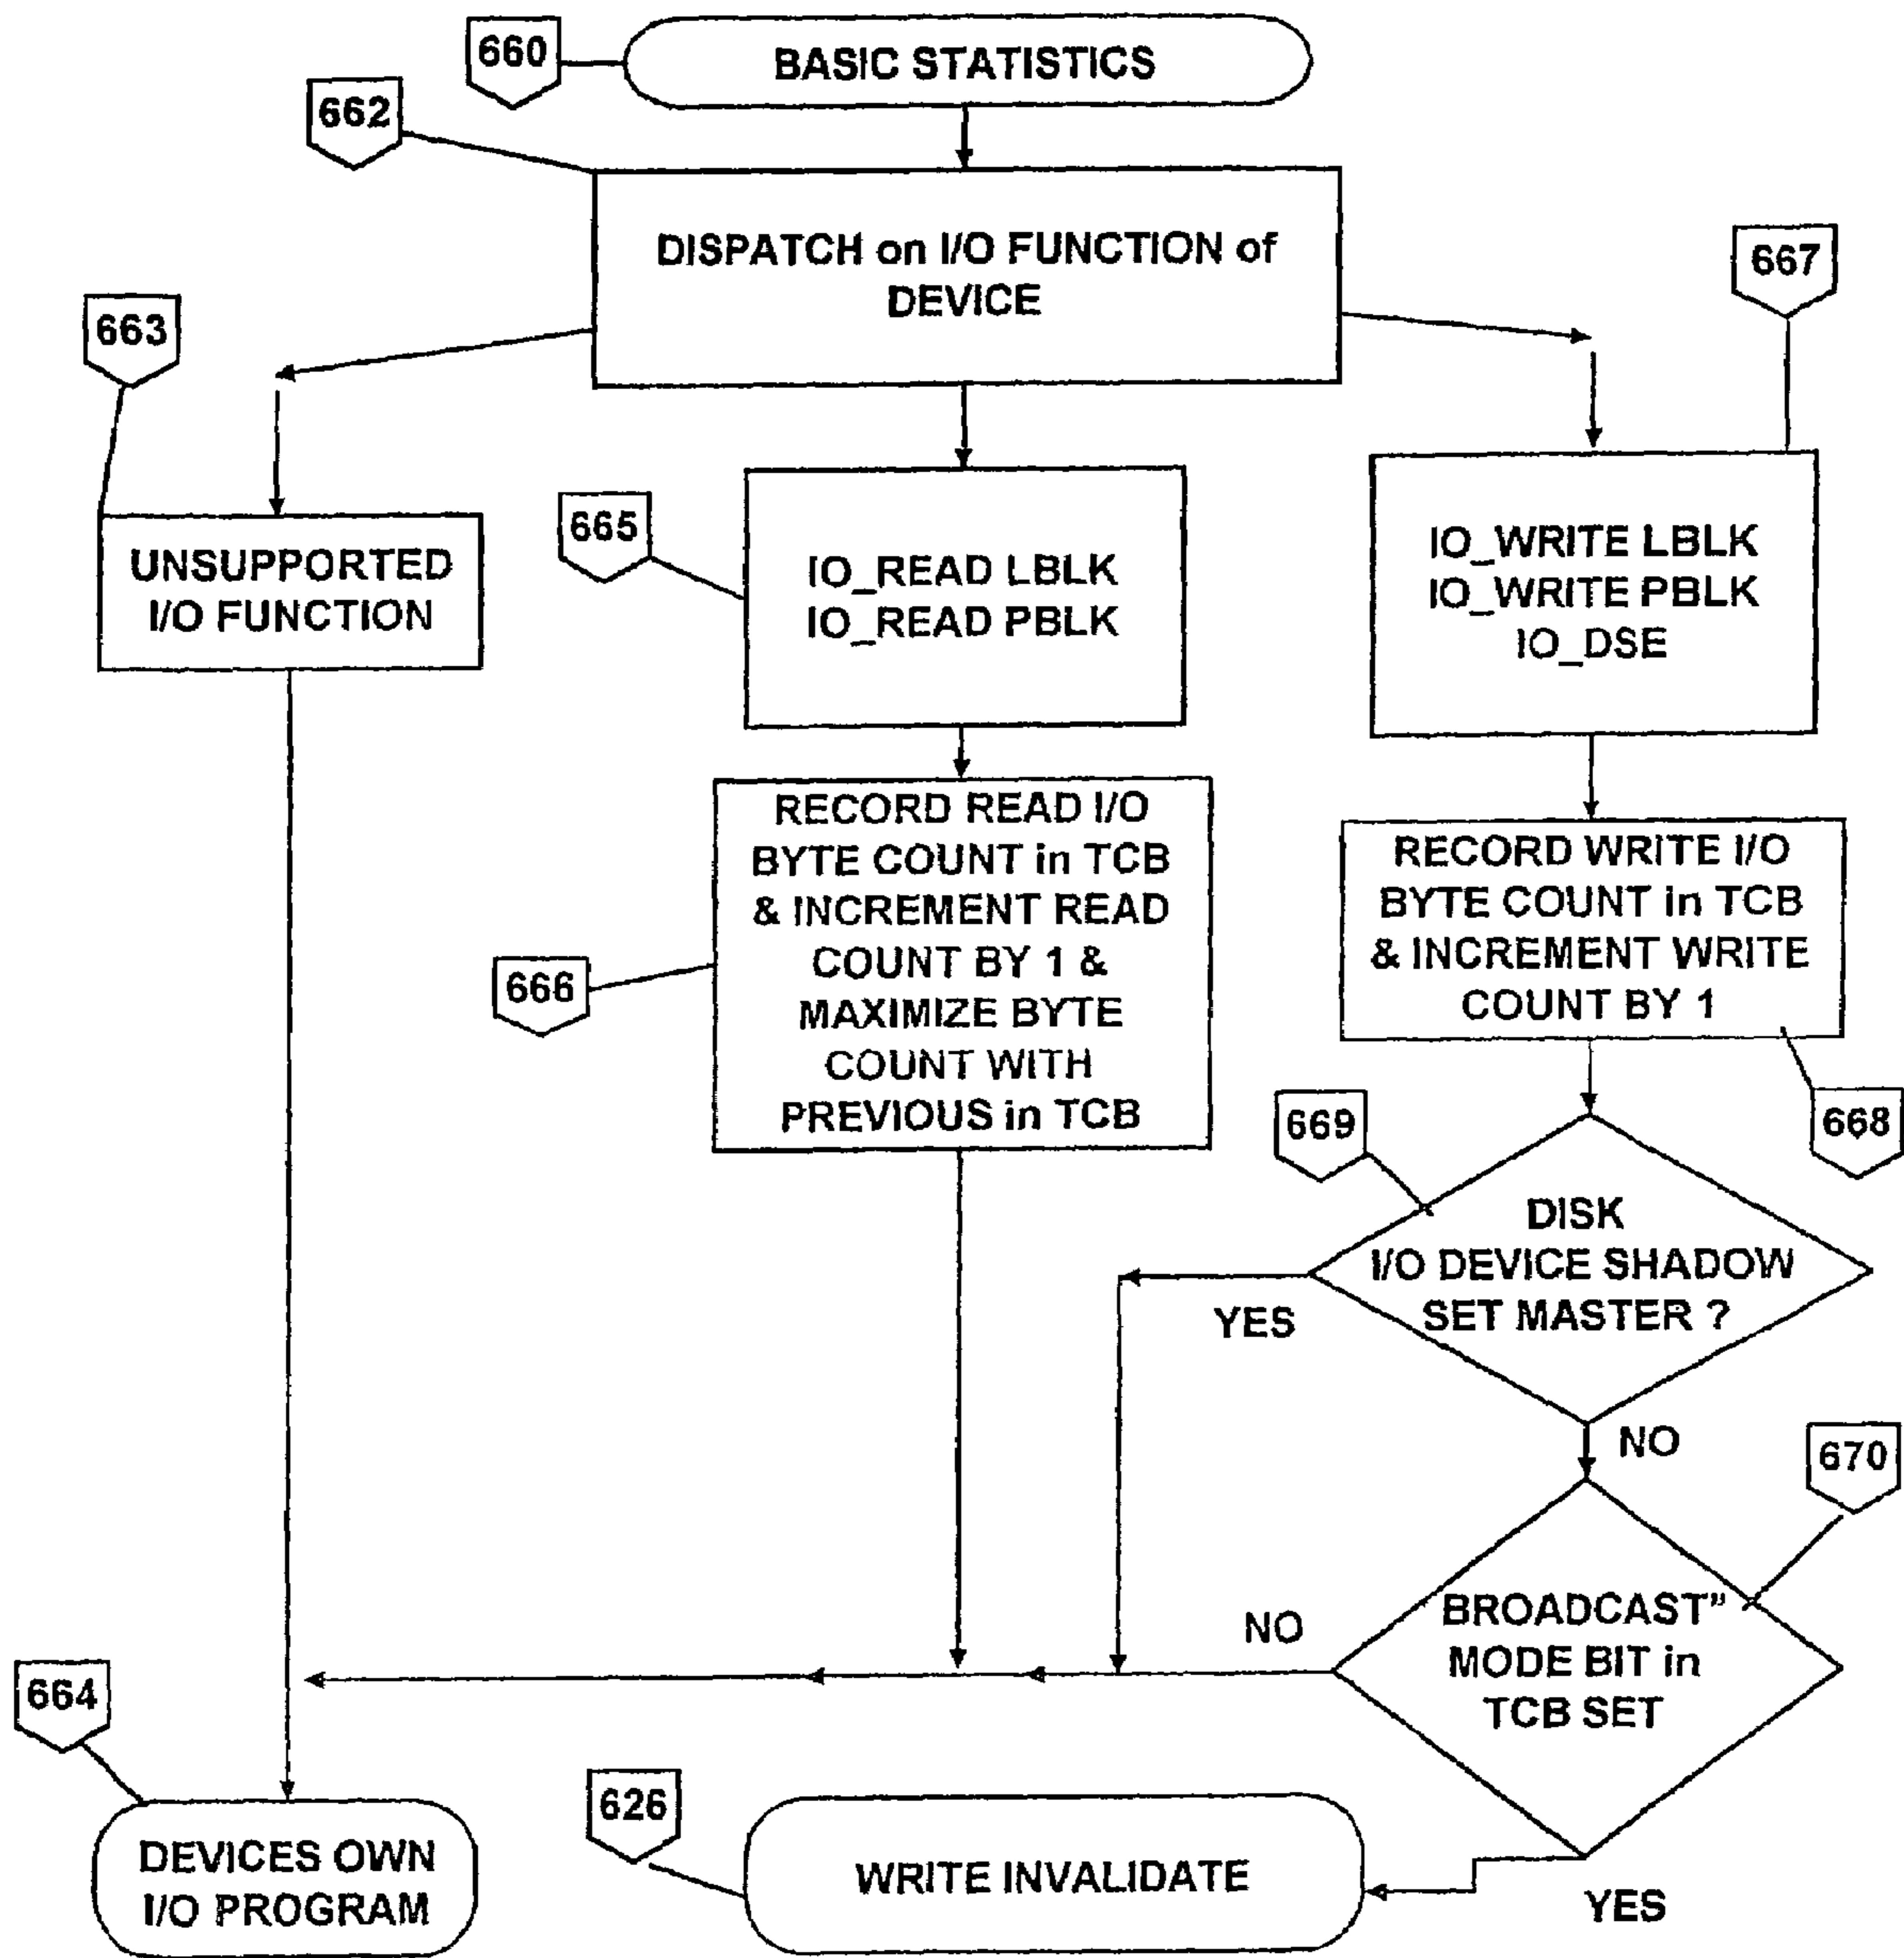 660
BASIC STATISTICS
662
DISPATCH on I/O FUNCTION of
DEVICE
667
663
UNSUPPORTED
I/O FUNCTION
665
IO_READ LBLK
IO_READ PBLK
IO_WRITE LBLK
IO_WRITE PBLK
IO_DSE
RECORD READ I/O
BYTE COUNT in TCB
& INCREMENT READ
COUNT BY 1 &
MAXIMIZE BYTE
COUNT WITH
PREVIOUS in TCB
666
RECORD WRITE I/O
BYTE COUNT in TCB
& INCREMENT WRITE
COUNT BY 1
668
669
DISK
I/O DEVICE SHADOW
SET MASTER ?
YES
NO
670
BROADCAST"
MODE BIT in
TCB SET
NO
YES
664
DEVICES OWN
I/O PROGRAM
626
WRITE INVALIDATE